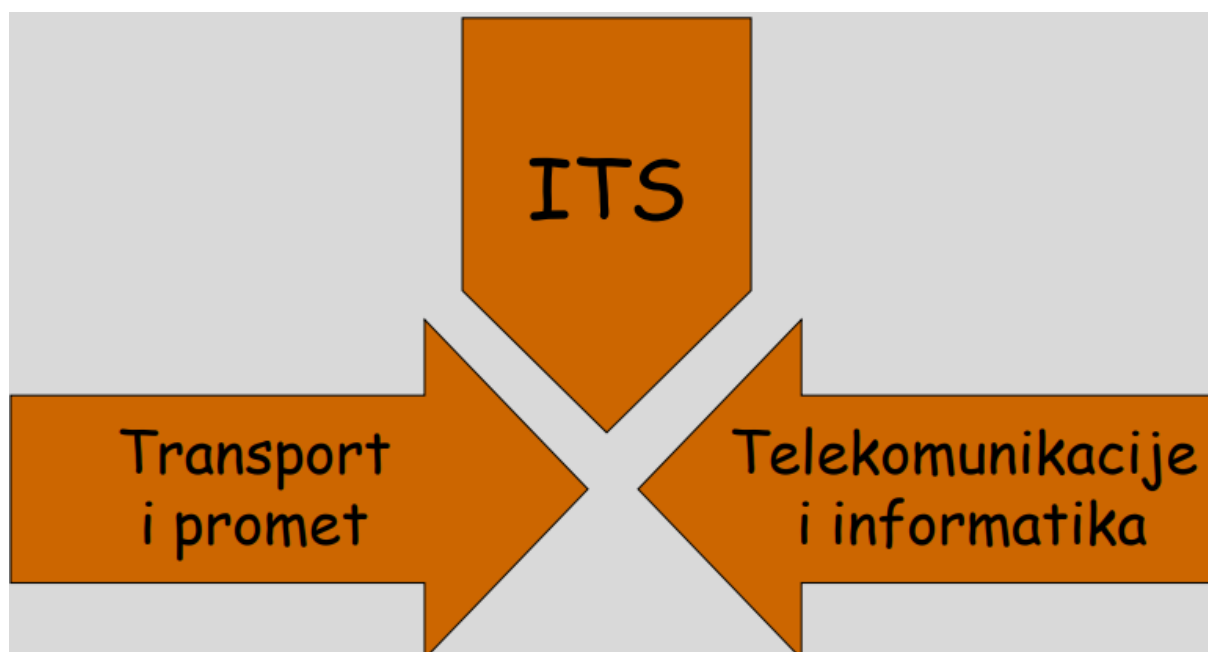 ITS
Transport
i promet
Telekomunikacije
i informatika